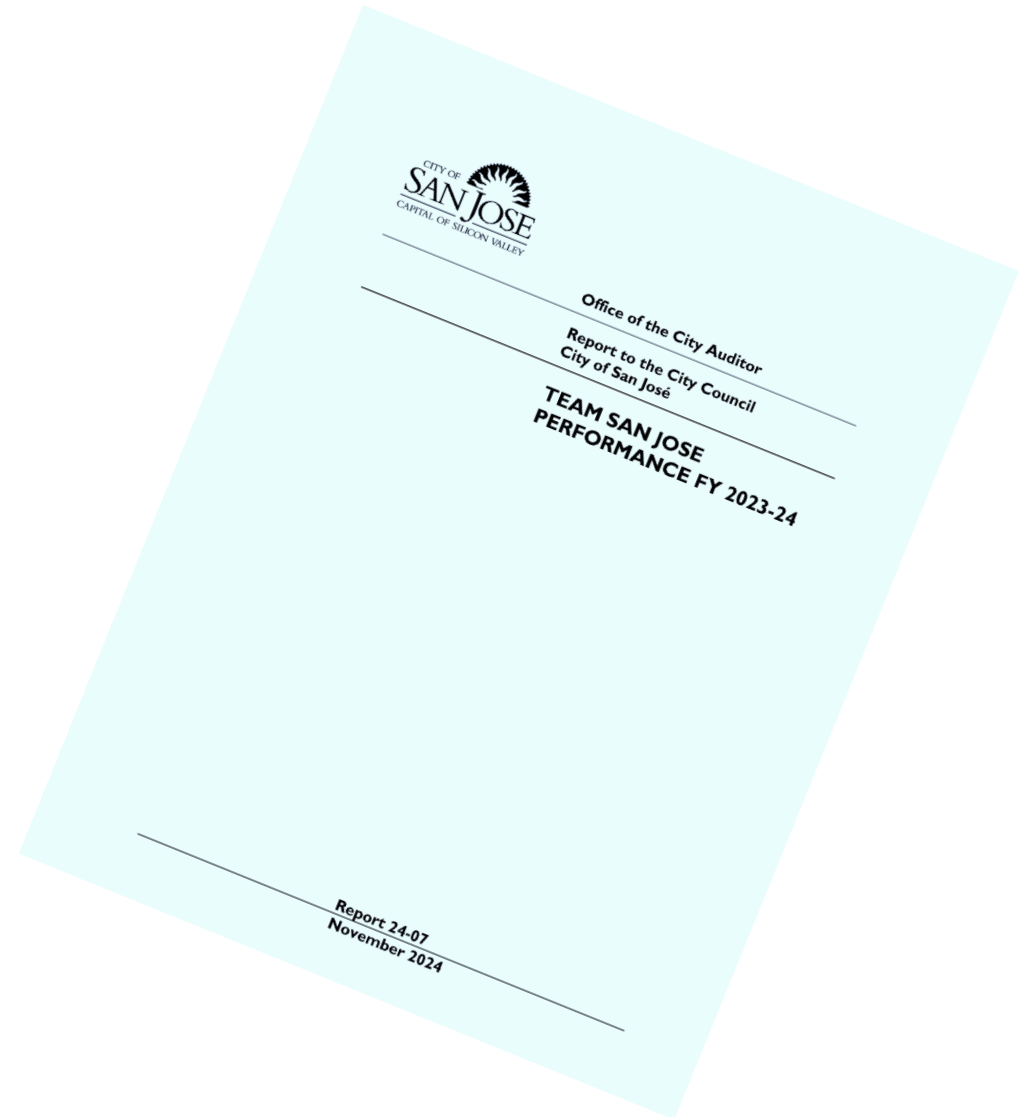 CITY OF
SAN JOSE
CAPITAL OF SILICON VALLEY
Office of the City Auditor
Report to the City Council
City of San José
TEAM SAN JOSE
PERFORMANCE FY 2023-24
Report 24-07
November 2024